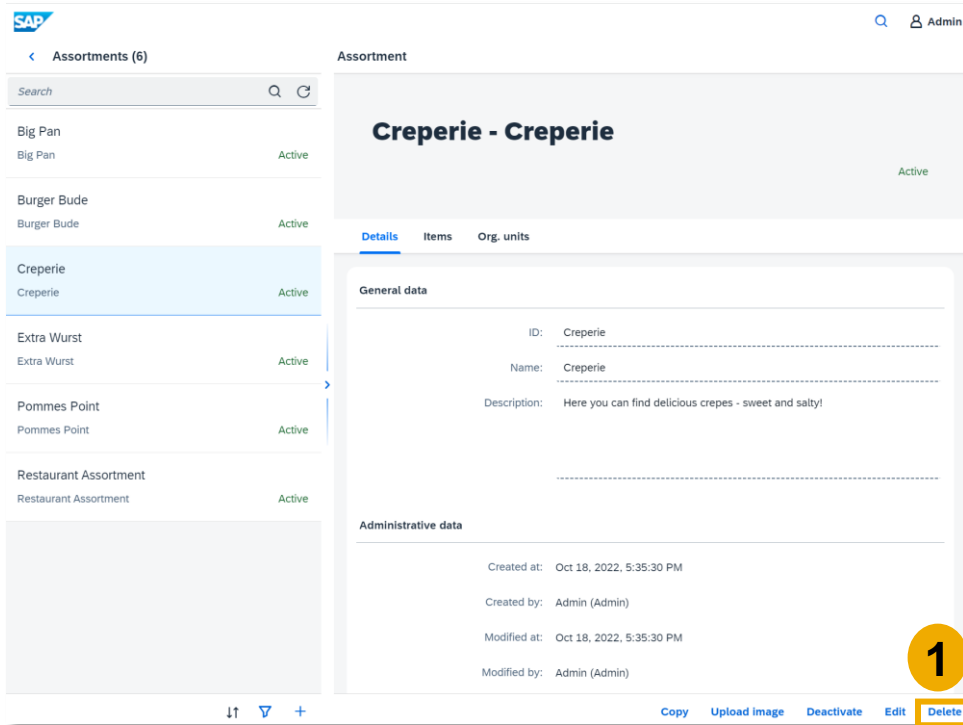 SAP
Admin
Assortments (6)
Search
Big Pan
Big Pan Active
Burger Bude
Burger Bude Active
Creperie
Creperie Active
Extra Wurst
Extra Wurst Active
Pommes Point
Pommes Point Active
Restaurant Assortment
Restaurant Assortment Active
Assortment
Creperie - Creperie
Active
Details Items Org. units
General data
ID: Creperie
Name: Creperie
Description: Here you can find delicious crepes - sweet and salty!
Administrative data
Created at: Oct 18, 2022, 5:35:30 PM
Created by: Admin (Admin)
Modified at: Oct 18, 2022, 5:35:30 PM
Modified by: Admin (Admin)
1
Copy Upload image Deactivate Edit Delete